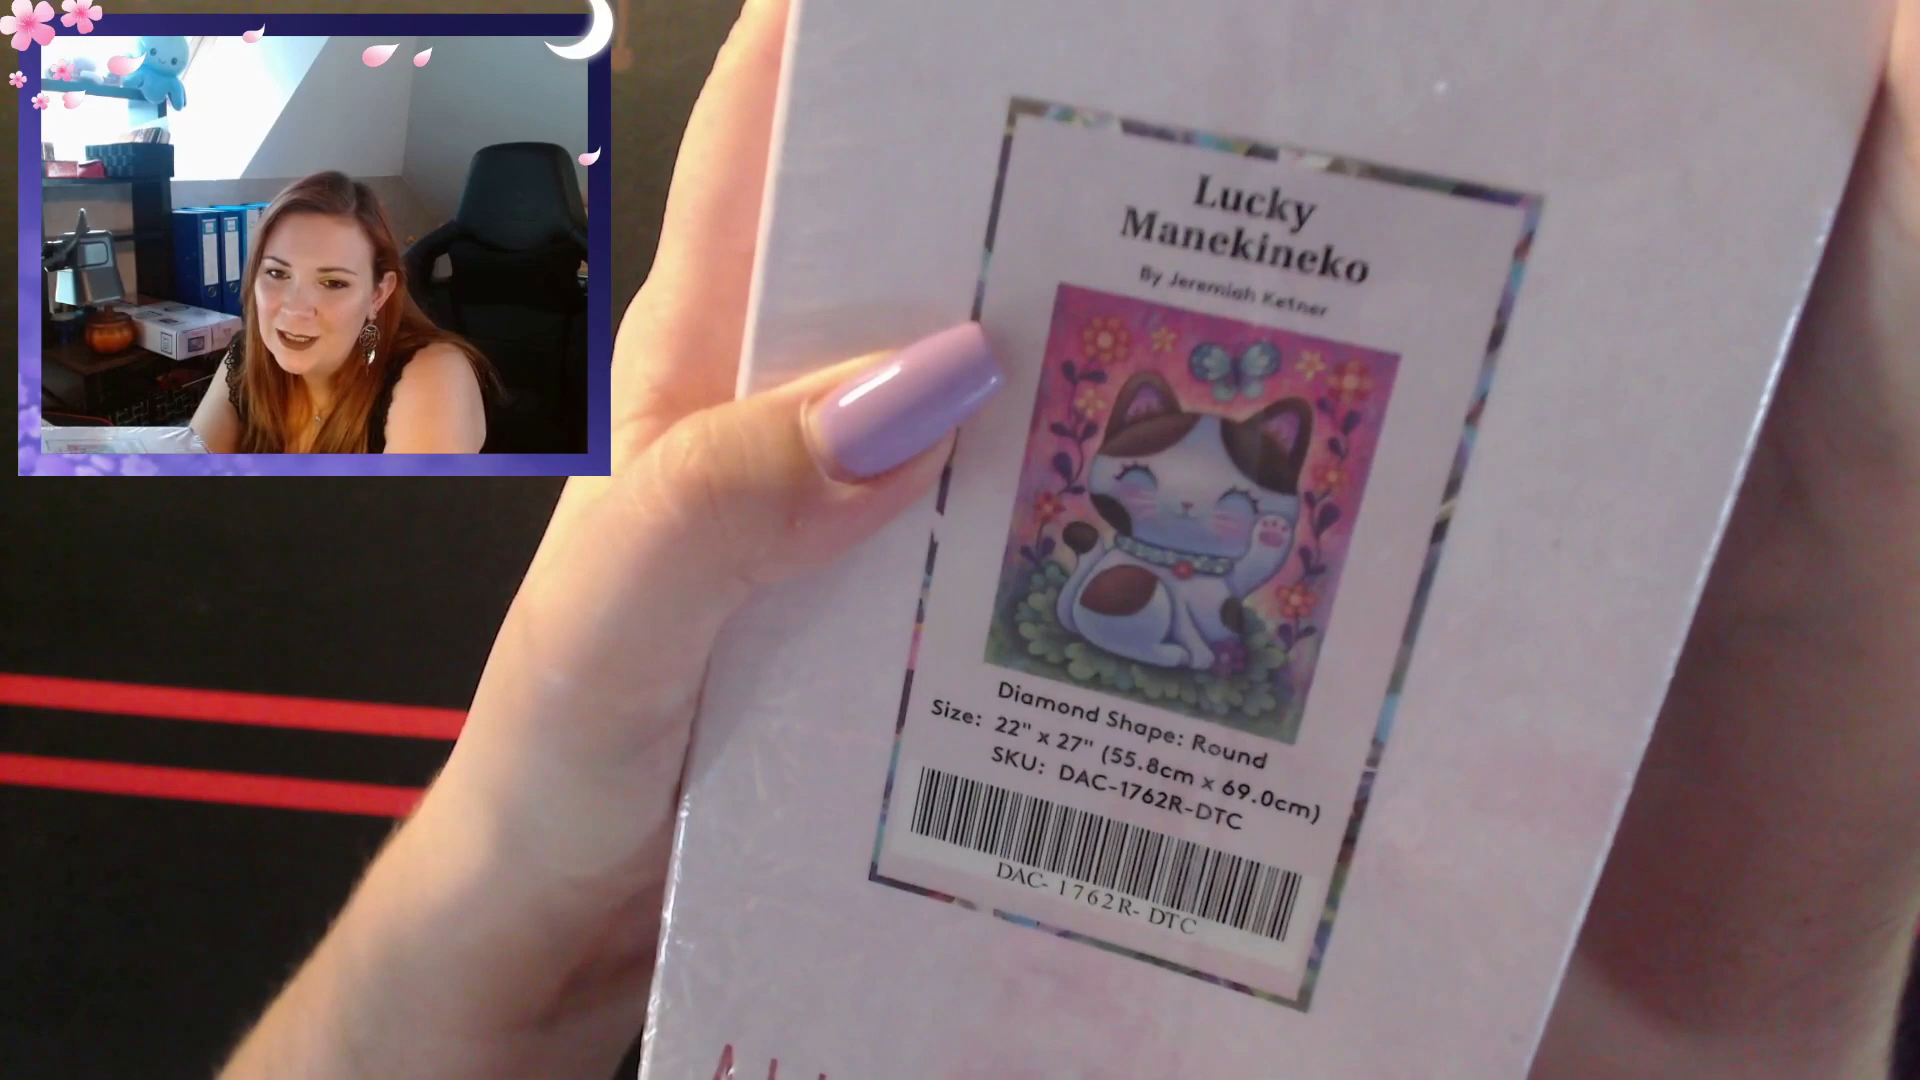 Lucky
Manekineko
By Jeremiah Ketner
Diamond Shape: Round
Size: 22" x 27" (55.8cm x 69.0cm)
SKU: DAC-1762R-DTC
DAC- 1762R- DTC